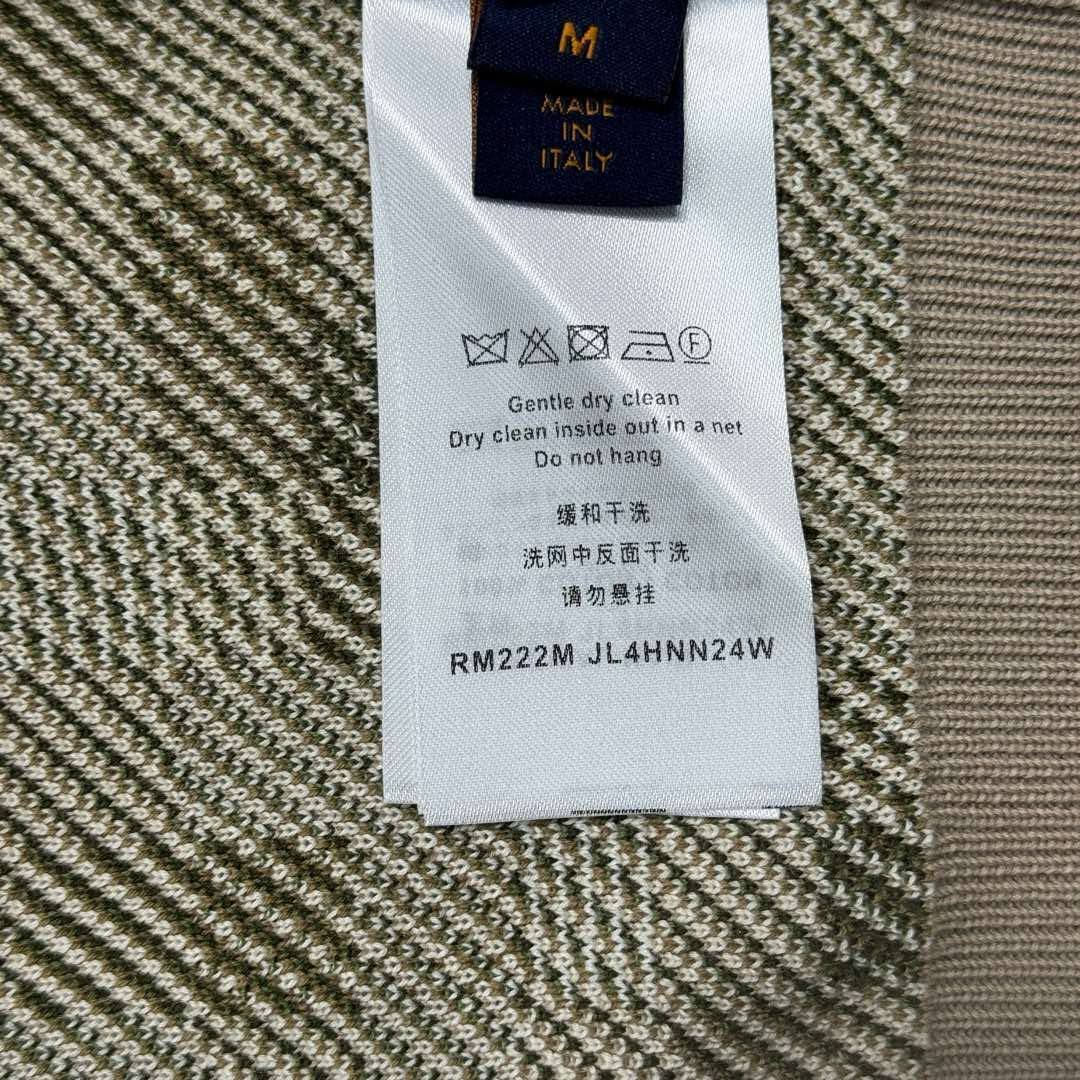 M
MADE
IN
ITALY
F
Gentle dry clean
Dry clean inside out in a net
Do not hang
缓和干洗
洗网中反面干洗
请勿悬挂
RM222M JL4HNN24W